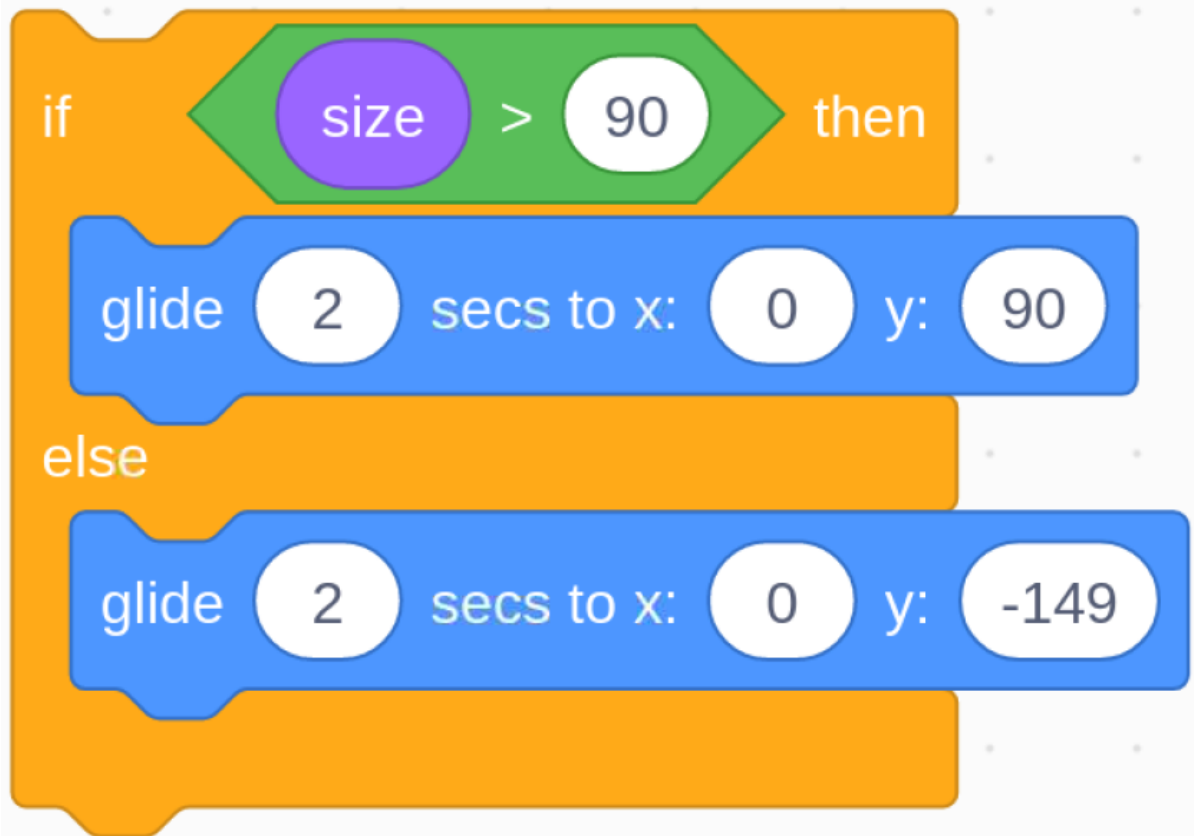 if size > 90 then
glide 2 secs to x: 0 y: 90
else
glide 2 secs to x: 0 y: -149